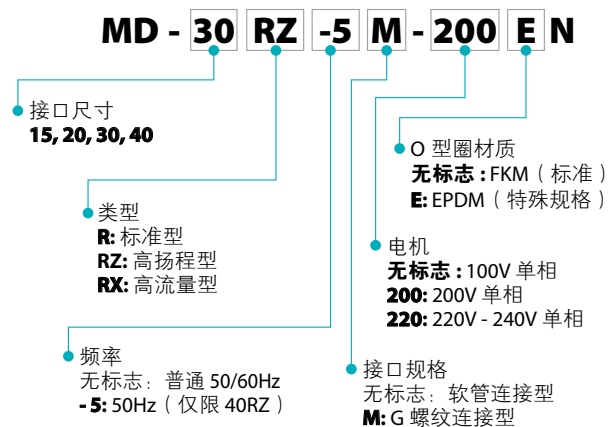 MD - 30 RZ -5 M - 200 E N
接口尺寸
15, 20, 30, 40
O 型圈材质
无标志 : FKM（标准）
E: EPDM（特殊规格）
类型
R: 标准型
RZ: 高扬程型
RX: 高流量型
电机
无标志 : 100V 单相
200: 200V 单相
220: 220V - 240V 单相
频率
无标志：普通 50/60Hz
- 5: 50Hz（仅限 40RZ）
接口规格
无标志：软管连接型
M: G 螺纹连接型